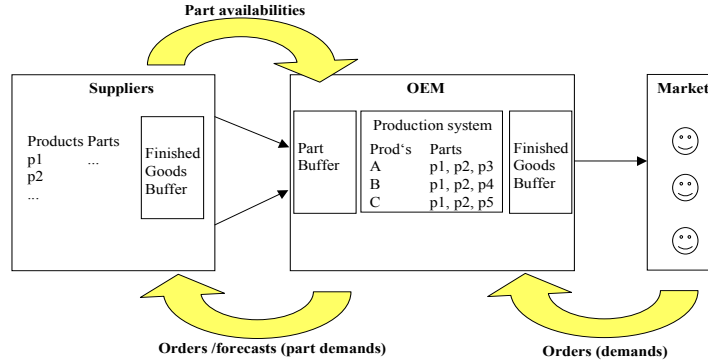 Part availabilities
Suppliers
OEM
Market
Products Parts
p1 ...
p2
...
Finished
Goods
Buffer
Part
Buffer
Production system
Prod's Parts
A p1, p2, p3
B p1, p2, p4
C p1, p2, p5
Finished
Goods
Buffer
Orders /forecasts (part demands)
Orders (demands)